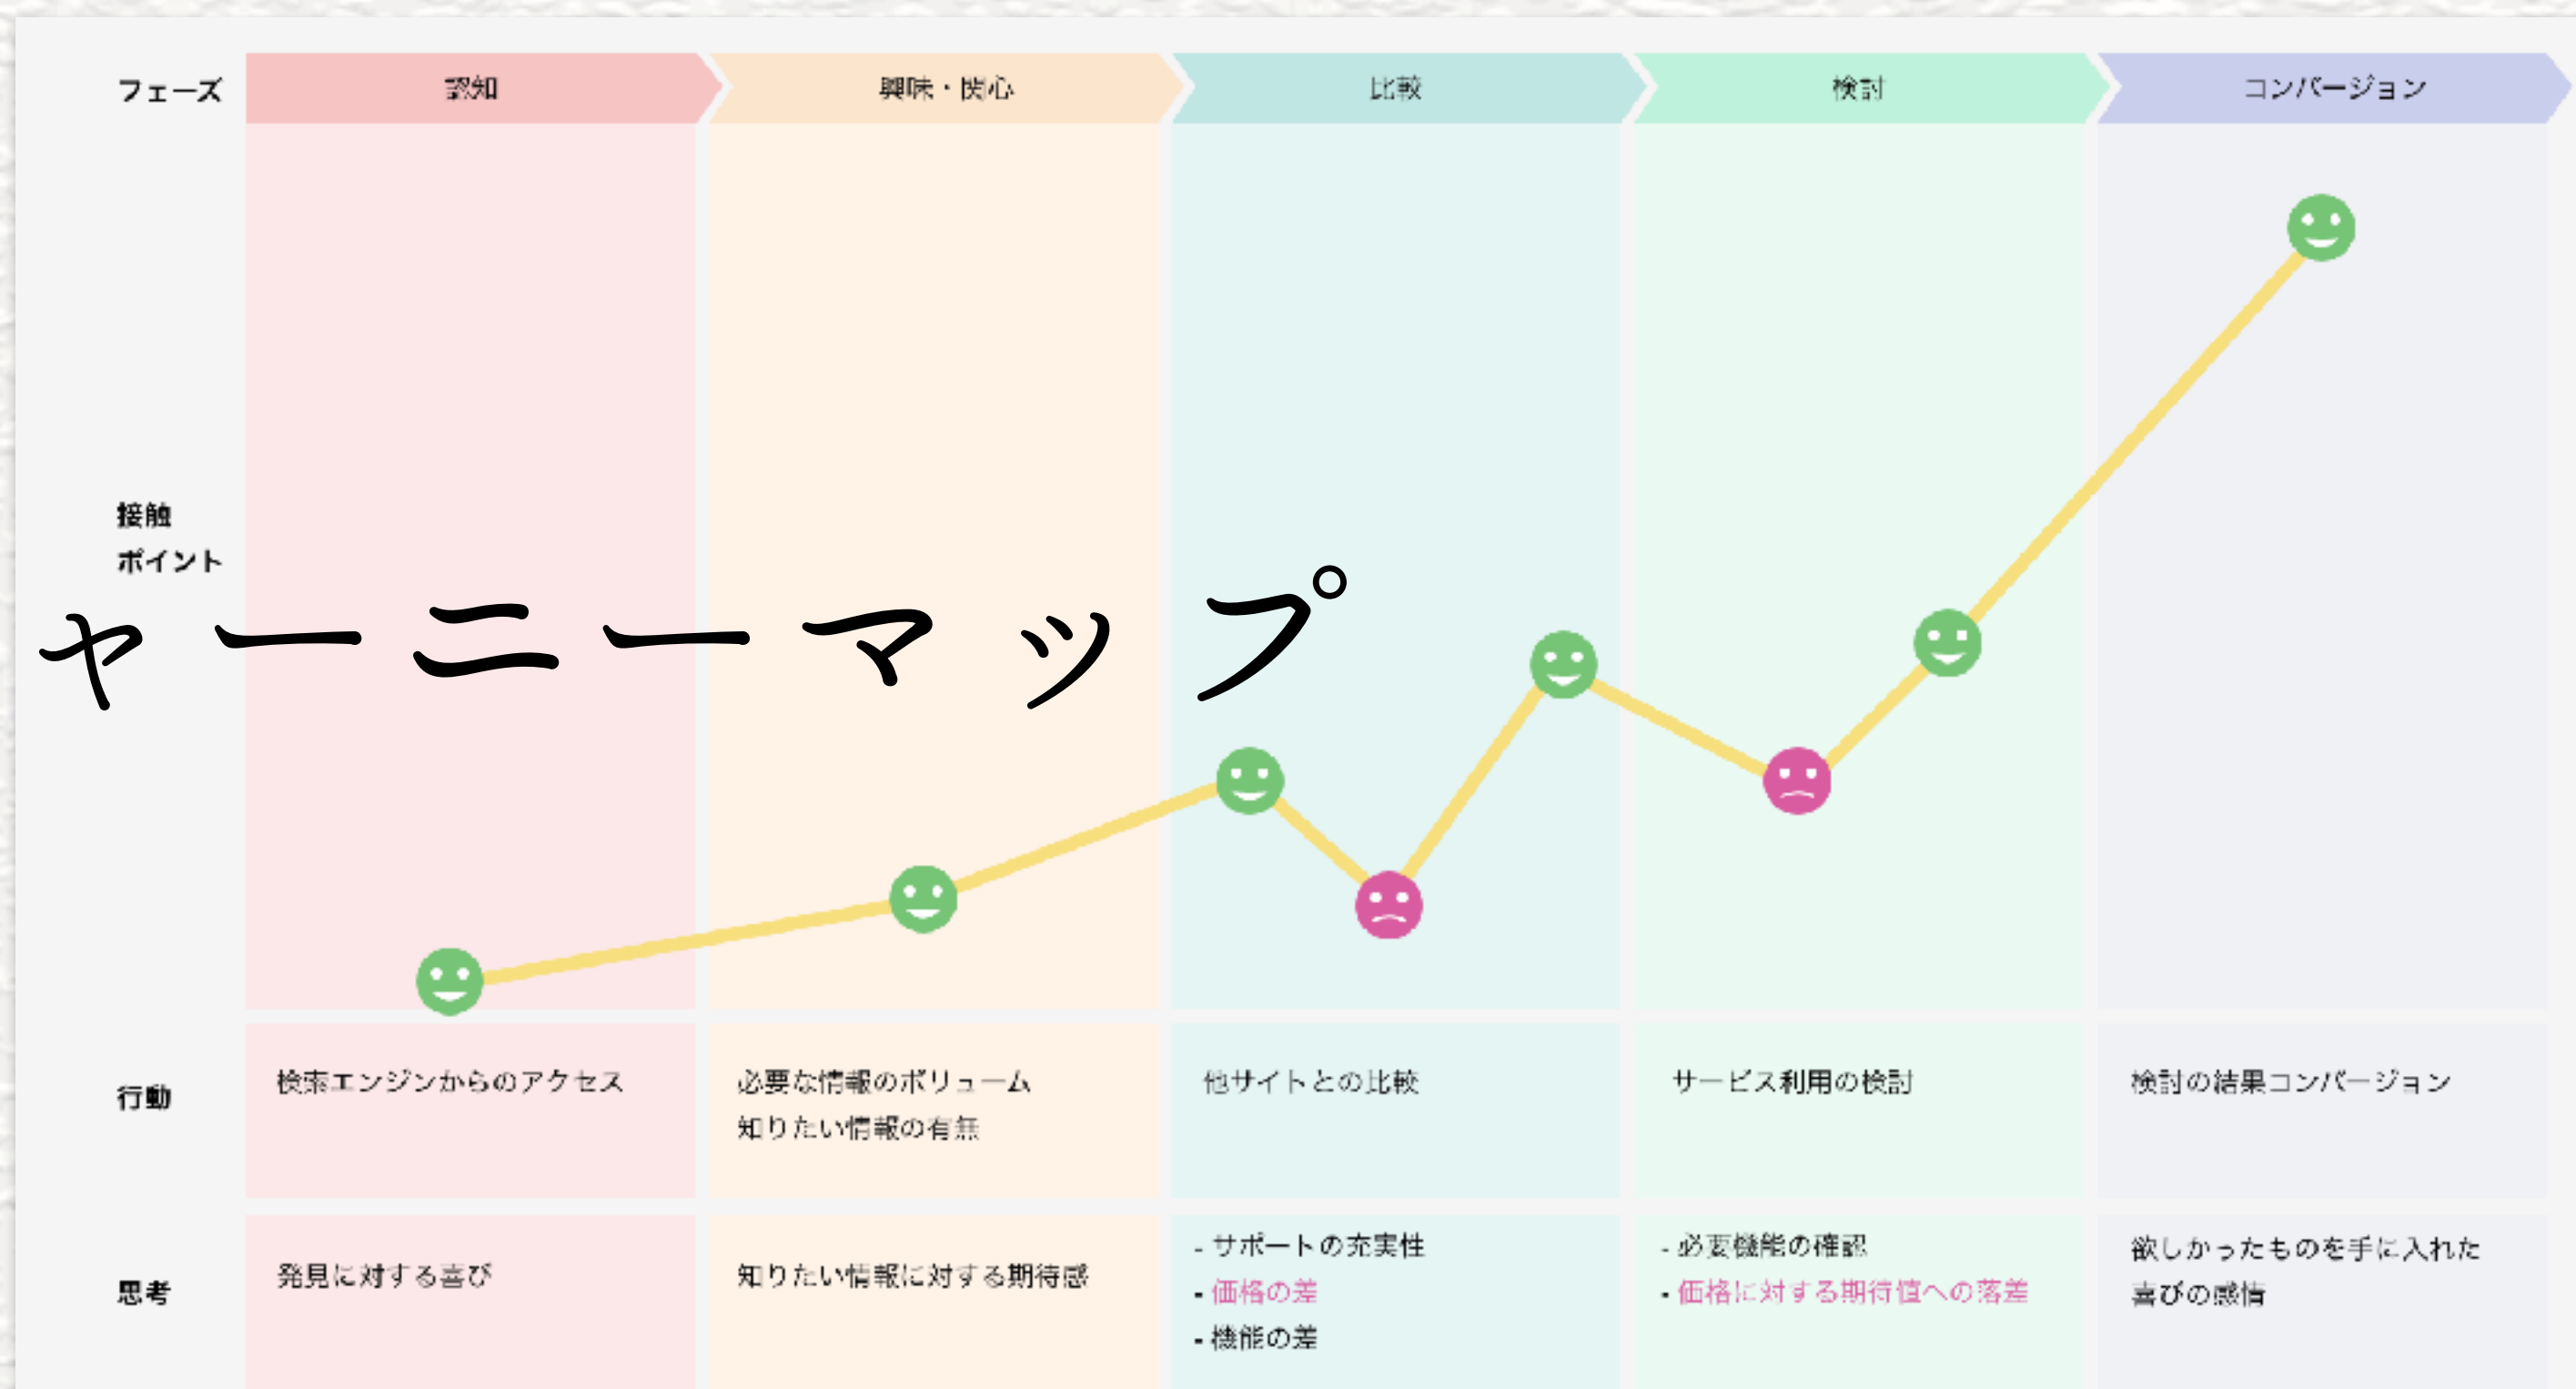 フェーズ
認知
興味・関心
比較
検討
コンバージョン
接触
ポイント
ャーニーマップ
行動
検索エンジンからのアクセス
必要な情報のボリューム
知りたい情報の有無
他サイトとの比較
サービス利用の検討
検討の結果コンバージョン
思考
発見に対する喜び
知りたい情報に対する期待感
- サポートの充実性
- 価格の差
- 機能の差
- 必要機能の確認
- 価格に対する期待値への落差
欲しかったものを手に入れた
喜びの感情